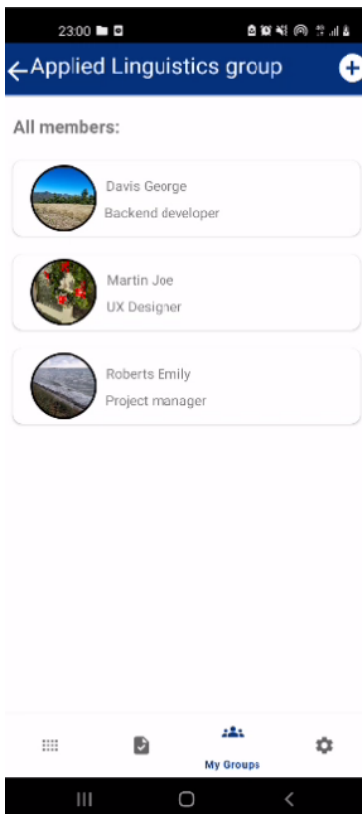 23:00
Applied Linguistics group
All members:
Davis George
Backend developer
Martin Joe
UX Designer
Roberts Emily
Project manager
My Groups